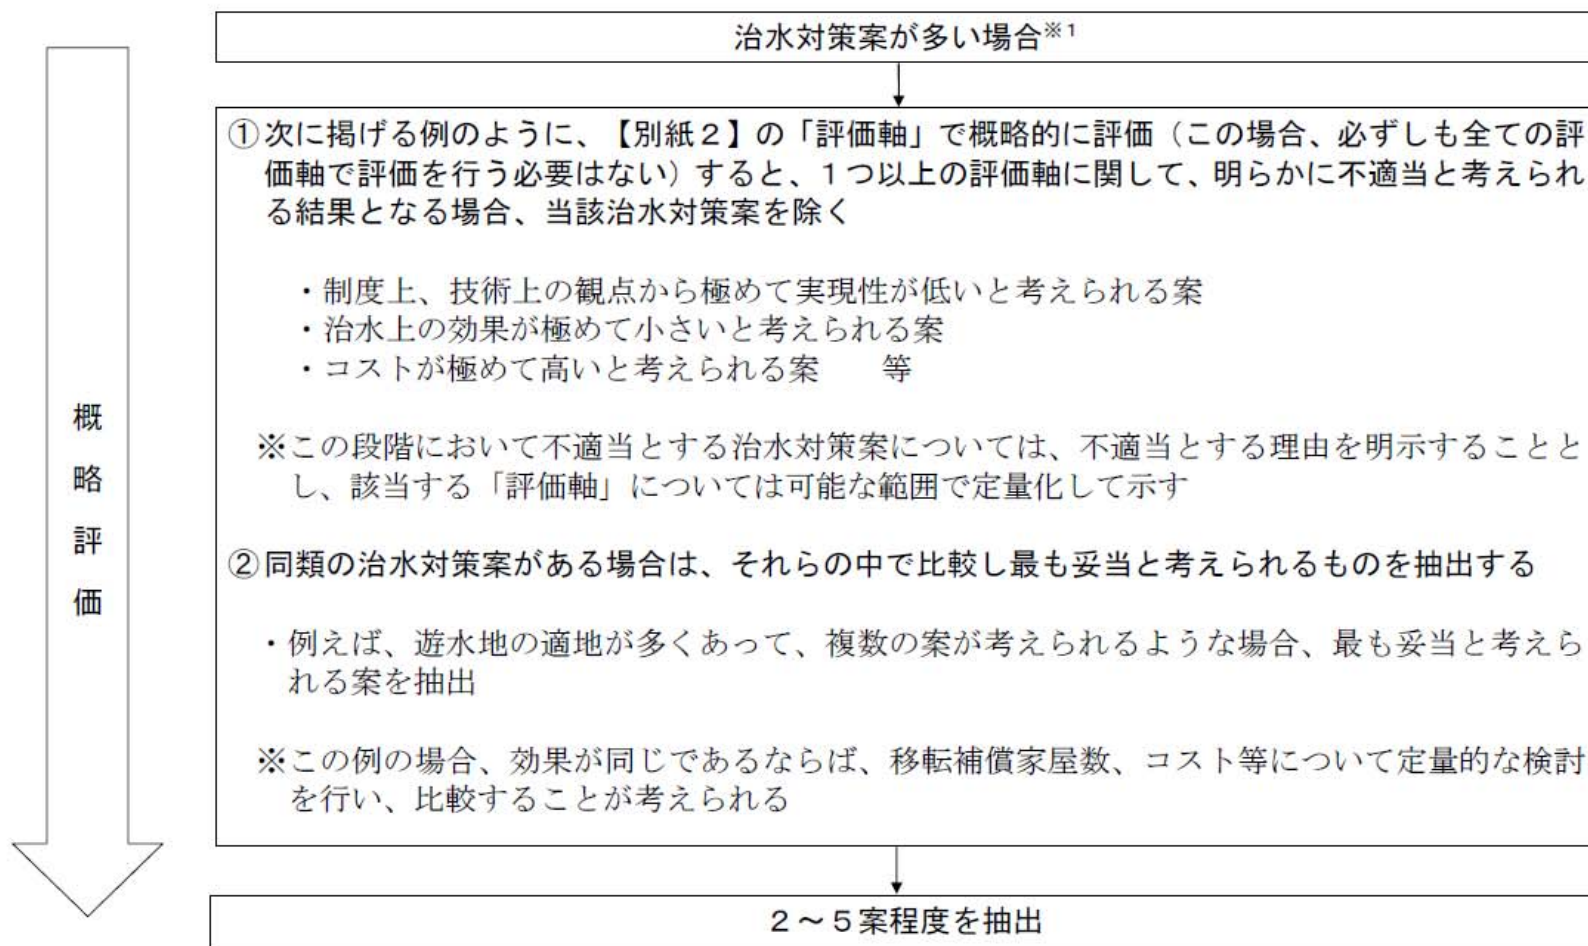 治水対策案が多い場合※1
①次に掲げる例のように、【別紙2】の「評価軸」で概略的に評価（この場合、必ずしも全ての評
価軸で評価を行う必要はない）すると、1つ以上の評価軸に関して、明らかに不適当と考えられ
る結果となる場合、当該治水対策案を除く
・制度上、技術上の観点から極めて実現性が低いと考えられる案
・治水上の効果が極めて小さいと考えられる案
・コストが極めて高いと考えられる案　　等
※この段階において不適当とする治水対策案については、不適当とする理由を明示することと
し、該当する「評価軸」については可能な範囲で定量化して示す
②同類の治水対策案がある場合は、それらの中で比較し最も妥当と考えられるものを抽出する
・例えば、遊水地の適地が多くあって、複数の案が考えられるような場合、最も妥当と考えら
れる案を抽出
※この例の場合、効果が同じであるならば、移転補償家屋数、コスト等について定量的な検討
を行い、比較することが考えられる
2～5案程度を抽出
概略評価